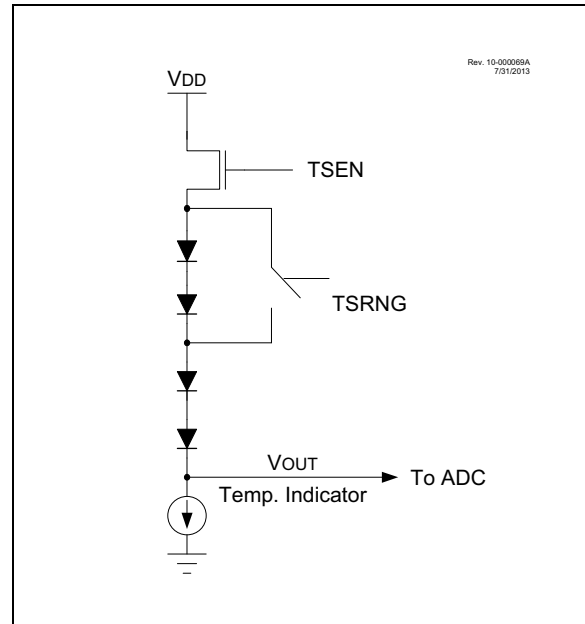 Rev. 10-000069A
7/31/2013
VDD
TSEN
TSRNG
VOUT
To ADC
Temp. Indicator